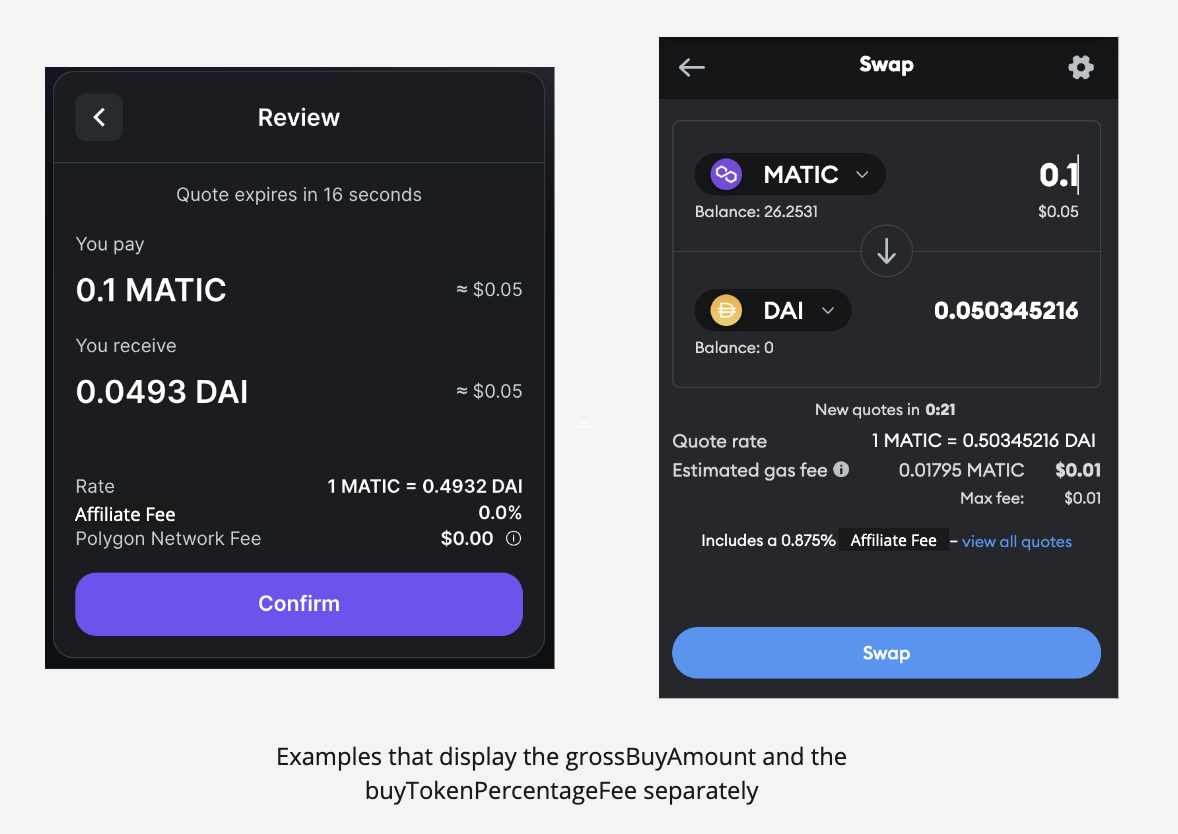 Review
Quote expires in 16 seconds
You pay
0.1 MATIC ≈ $0.05
You receive
0.0493 DAI ≈ $0.05
Rate 1 MATIC = 0.4932 DAI
Affiliate Fee 0.0%
Polygon Network Fee $0.00
Confirm
Swap
MATIC 0.1
Balance: 26.2531 $0.05
DAI 0.050345216
Balance: 0
New quotes in 0:21
Quote rate 1 MATIC = 0.50345216 DAI
Estimated gas fee 0.01795 MATIC $0.01
Max fee: $0.01
Includes a 0.875% Affiliate Fee – view all quotes
Swap
Examples that display the grossBuyAmount and the
buyTokenPercentageFee separately